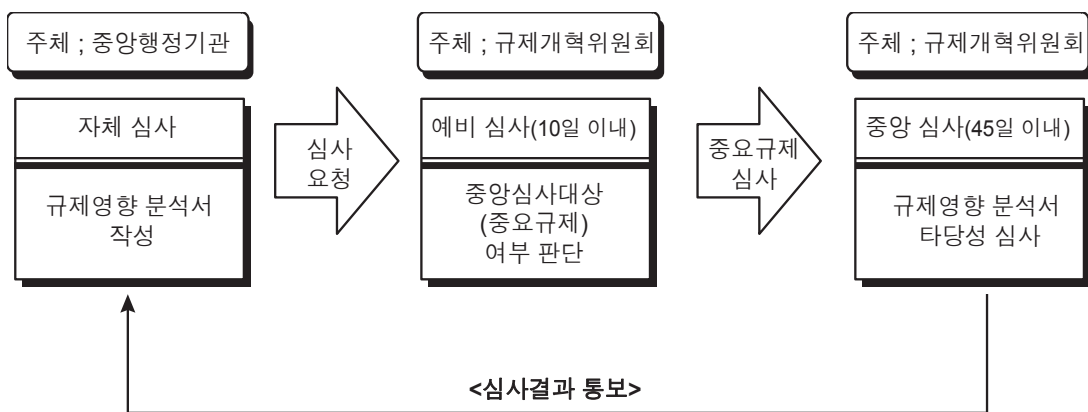 주체 ; 중앙행정기관
주체 ; 규제개혁위원회
주체 ; 규제개혁위원회
자체 심사
규제영향 분석서
작성
심사
요청
예비 심사(10일 이내)
중앙심사대상
(중요규제)
여부 판단
중요규제
심사
중앙 심사(45일 이내)
규제영향 분석서
타당성 심사
<심사결과 통보>